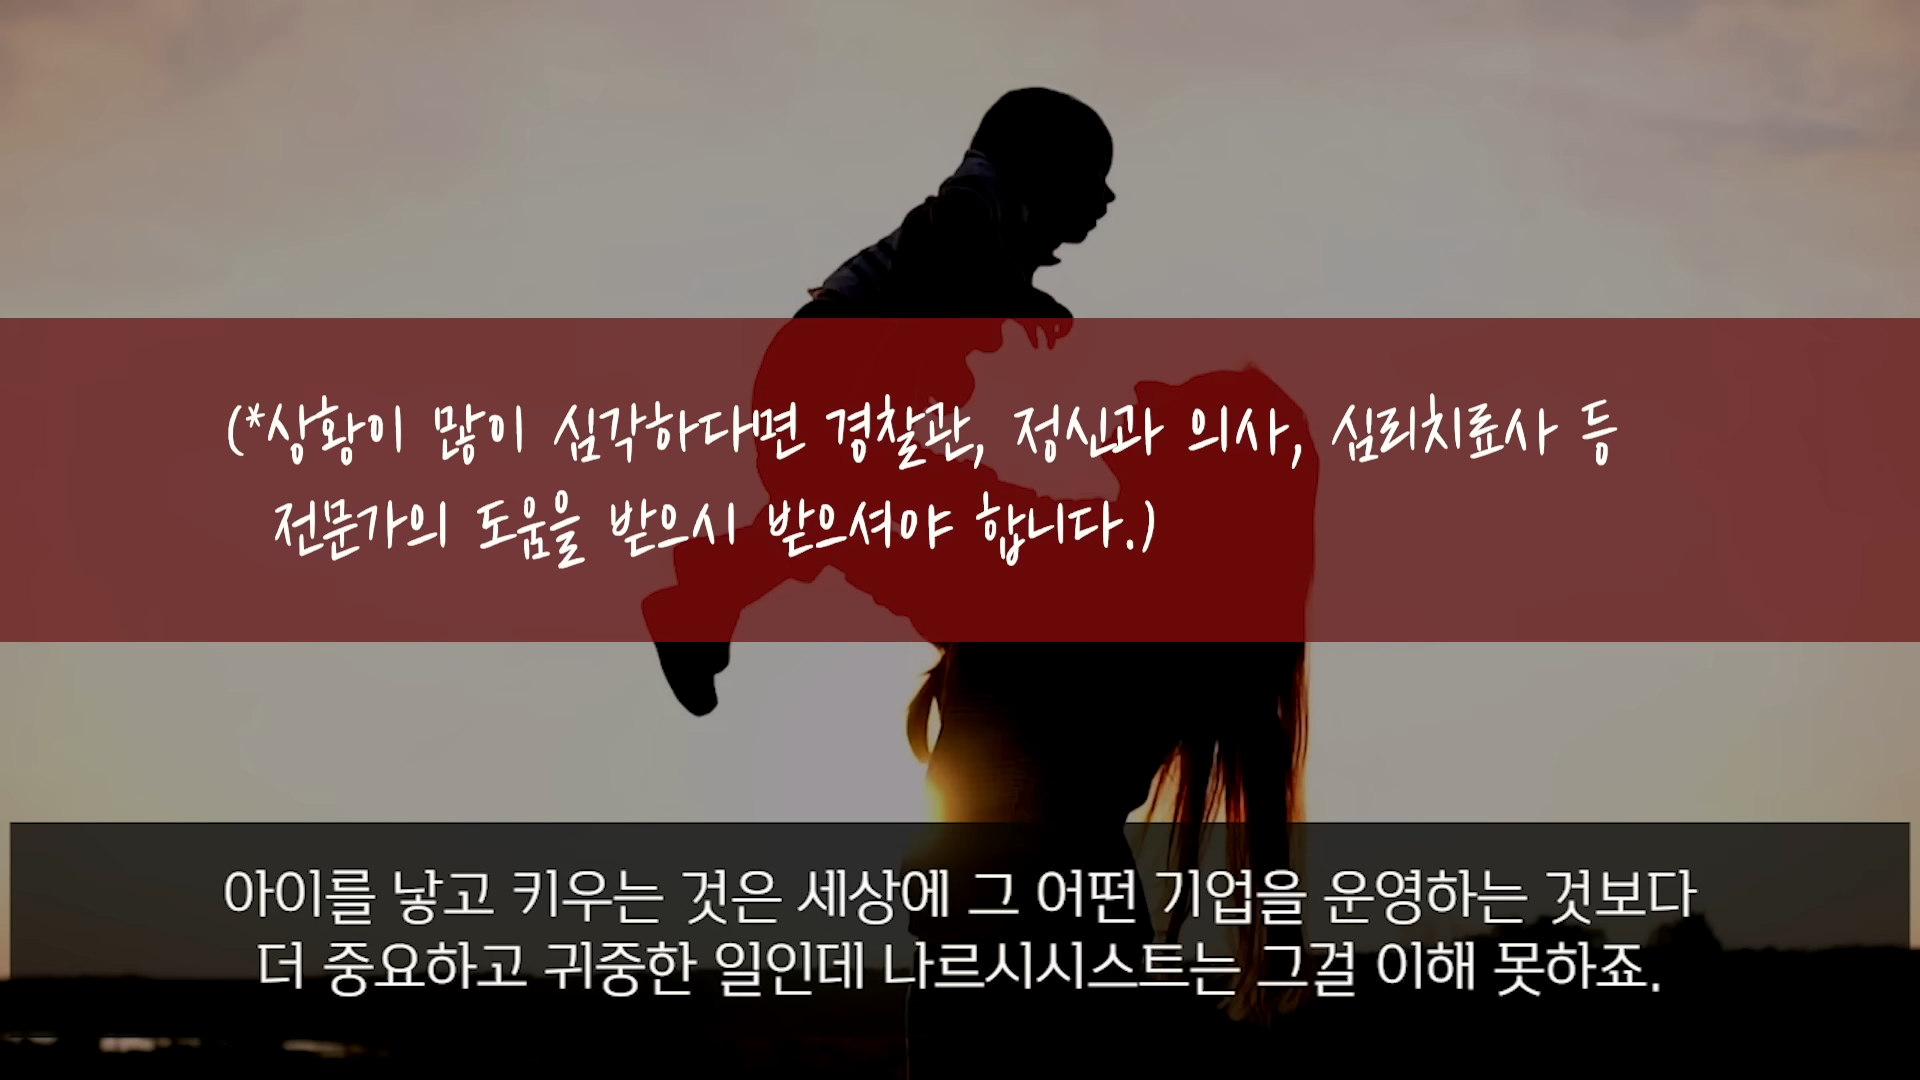 (*상황이 많이 심각하다면 경찰관, 정신과 의사, 심리치료사 등
전문가의 도움을 받으시 받으셔야 합니다.)
아이를 낳고 키우는 것은 세상에 그 어떤 기업을 운영하는 것보다
더 중요하고 귀중한 일인데 나르시시스트는 그걸 이해 못하죠.